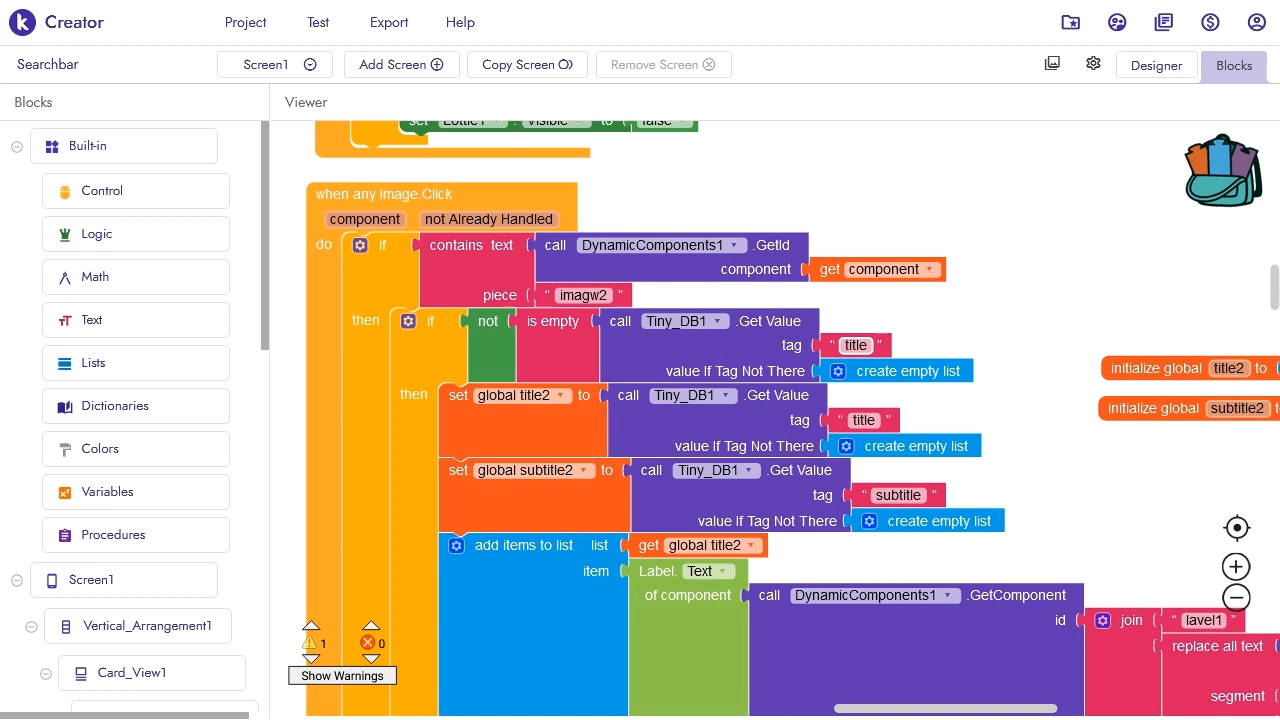 Creator Project Test Export Help
Searchbar Screen1 Add Screen Copy Screen Remove Screen Designer Blocks
Blocks Viewer
set Lottie1 . Visible to false
Built-in
Control
Logic
Math
Text
Lists
Dictionaries
Colors
Variables
Procedures
Screen1
Vertical_Arrangement1
Card_View1
when any Image.Click
component not Already Handled
do if contains text call DynamicComponents1 .GetId
component get component
piece “ imagw2 ”
then if not is empty call Tiny_DB1 .Get Value
tag “ title ”
value If Tag Not There create empty list
then set global title2 to call Tiny_DB1 .Get Value
tag “ title ”
value If Tag Not There create empty list
set global subtitle2 to call Tiny_DB1 .Get Value
tag “ subtitle ”
value If Tag Not There create empty list
add items to list list get global title2
item Label. Text
of component call DynamicComponents1 .GetComponent
id join “ lavel1 ”
replace all text
segment
initialize global title2 to
initialize global subtitle2
1 0
Show Warnings